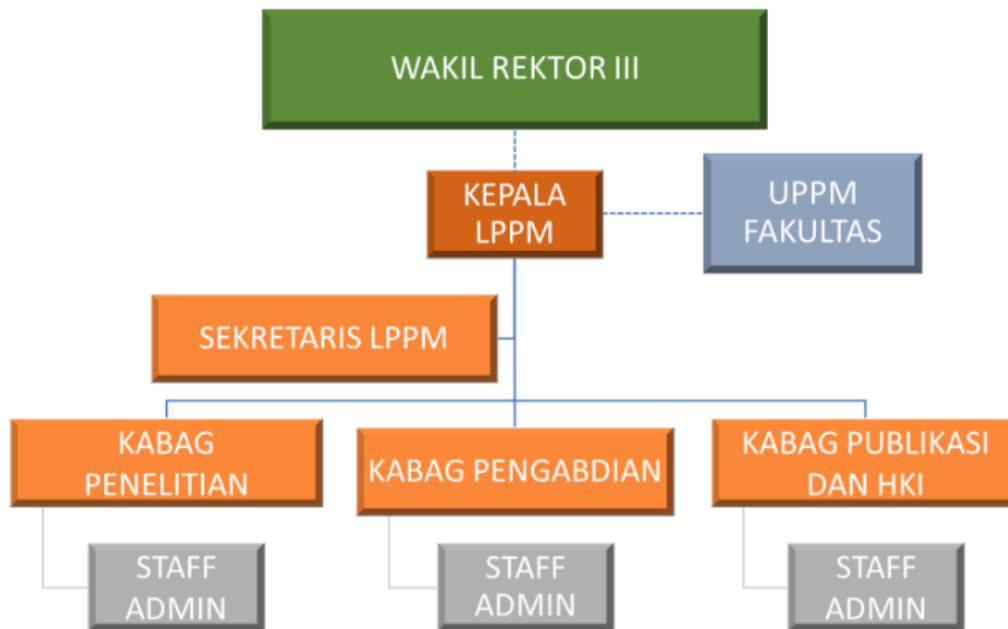 WAKIL REKTOR III
KEPALA
LPPM
UPPM
FAKULTAS
SEKRETARIS LPPM
KABAG
PENELITIAN
KABAG PENGABDIAN
KABAG PUBLIKASI
DAN HKI
STAFF
ADMIN
STAFF
ADMIN
STAFF
ADMIN